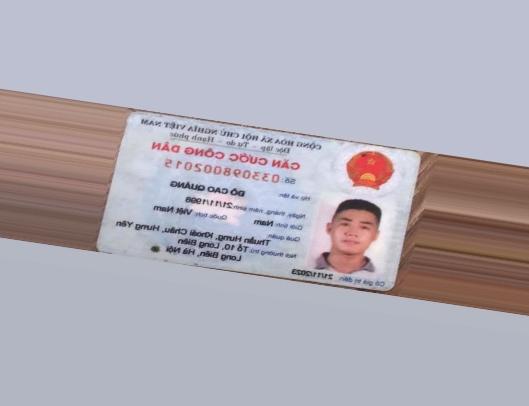 CỘNG HÒA XÃ HỘI CHỦ NGHĨA VIỆT NAM
Độc lập - Tự do - Hạnh phúc
CĂN CƯỚC CÔNG DÂN
Số: 033098002015
Họ và tên
ĐỖ CAO QUANG
Ngày, tháng, năm sinh: 21/11/1998
Giới tính: Nam Quốc tịch: Việt Nam
Quê quán: Thuần Hưng, Khoái Châu, Hưng Yên
Nơi thường trú: Tổ 10, Long Biên
Long Biên, Hà Nội
Có giá trị đến 21/11/2023